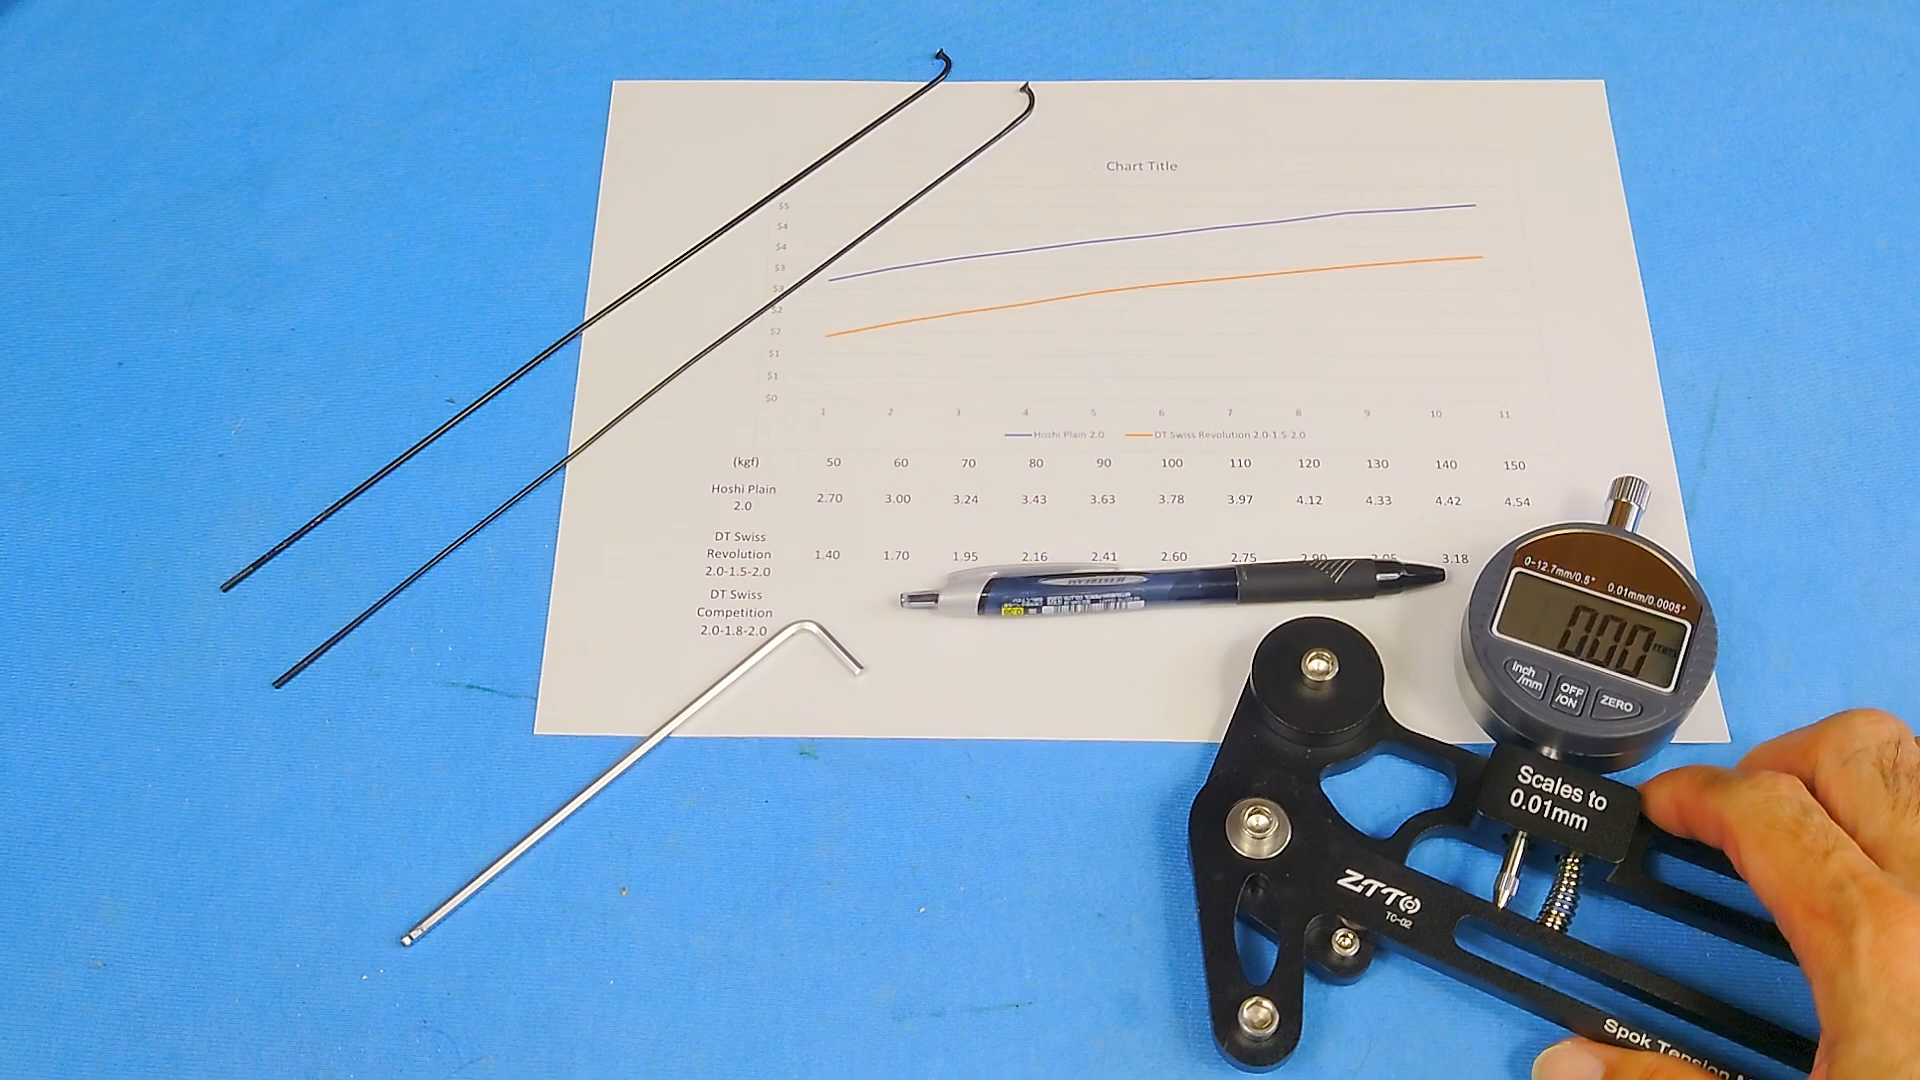 Chart Title
$5
$4
$4
$3
$3
$2
$2
$1
$1
$0
1 2 3 4 5 6 7 8 9 10 11
Hoshi Plain 2.0 DT Swiss Revolution 2.0-1.5-2.0
(kgf) 50 60 70 80 90 100 110 120 130 140 150
Hoshi Plain
2.0
2.70 3.00 3.24 3.43 3.63 3.78 3.97 4.12 4.33 4.42 4.54
DT Swiss
Revolution
2.0-1.5-2.0
1.40 1.70 1.95 2.16 2.41 2.60 2.75 2.90 3.05 3.18
DT Swiss
Competition
2.0-1.8-2.0
JETSTREAM
0-12.7mm/0.5"
0.01mm/0.0005"
0.00 mm
Inch
/mm
OFF
/ON
ZERO
Scales to
0.01mm
ZTTO
TC-02
Spok Tension